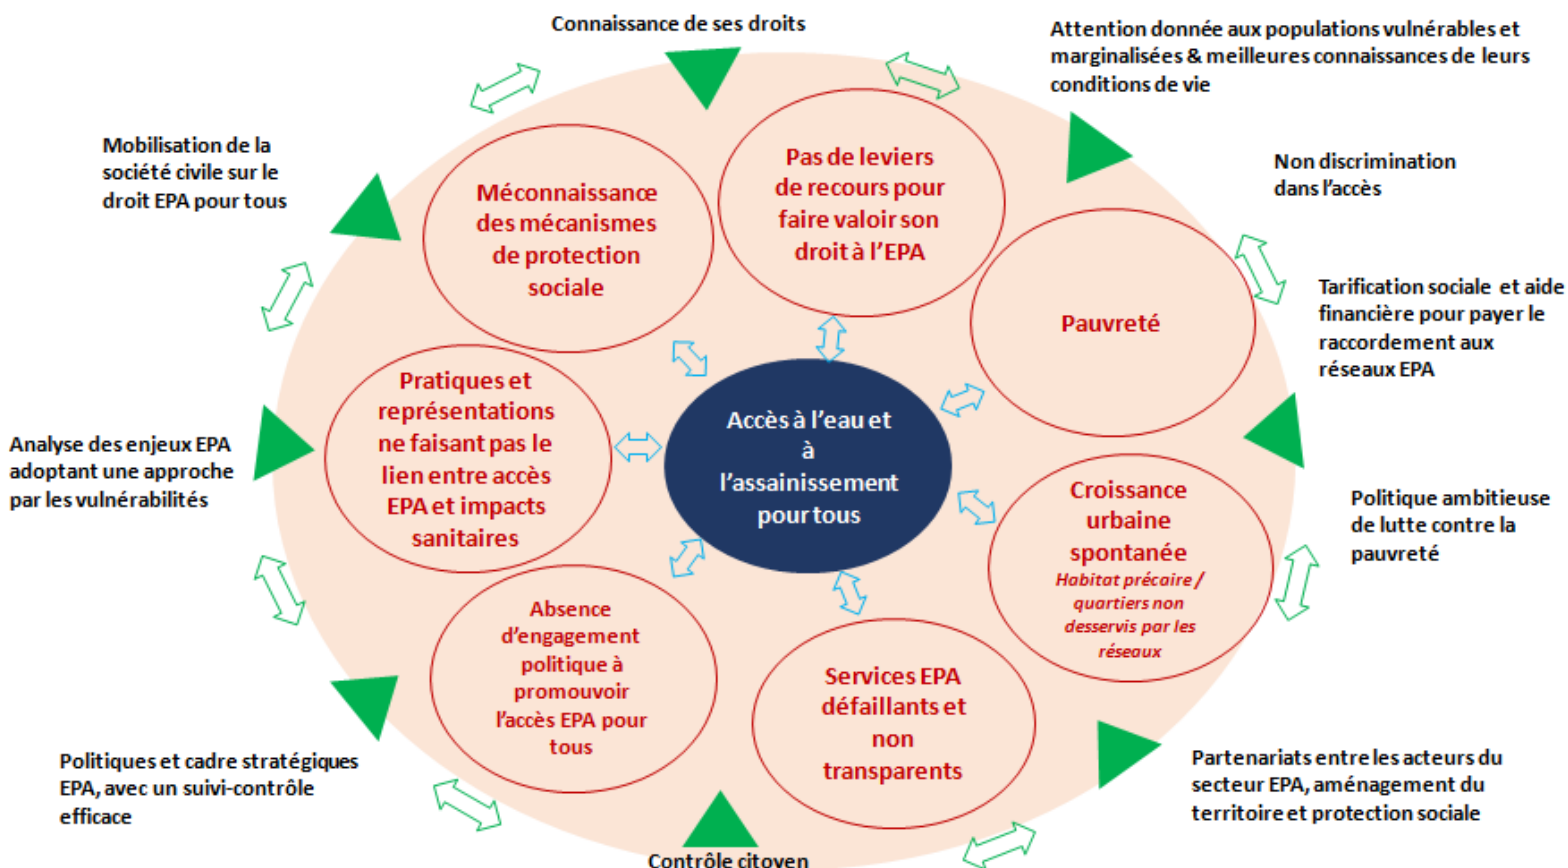 Connaissance de ses droits
Attention donnée aux populations vulnérables et
marginalisées & meilleures connaissances de leurs
conditions de vie
Mobilisation de la
société civile sur le
droit EPA pour tous
Non discrimination
dans l'accès
Tarification sociale et aide
financière pour payer le
raccordement aux
réseaux EPA
Analyse des enjeux EPA
adoptant une approche
par les vulnérabilités
Politique ambitieuse
de lutte contre la
pauvreté
Politiques et cadre stratégiques
EPA, avec un suivi-contrôle
efficace
Partenariats entre les acteurs du
secteur EPA, aménagement du
territoire et protection sociale
Contrôle citoyen
Méconnaissance
des mécanismes
de protection
sociale
Pas de leviers
de recours pour
faire valoir son
droit à l'EPA
Pauvreté
Pratiques et
représentations
ne faisant pas le
lien entre accès
EPA et impacts
sanitaires
Accès à l'eau et
à
l'assainissement
pour tous
Croissance
urbaine
spontanée
Habitat précaire /
quartiers non
desservis par les
réseaux
Absence
d'engagement
politique à
promouvoir
l'accès EPA pour
tous
Services EPA
défaillants et
non
transparents